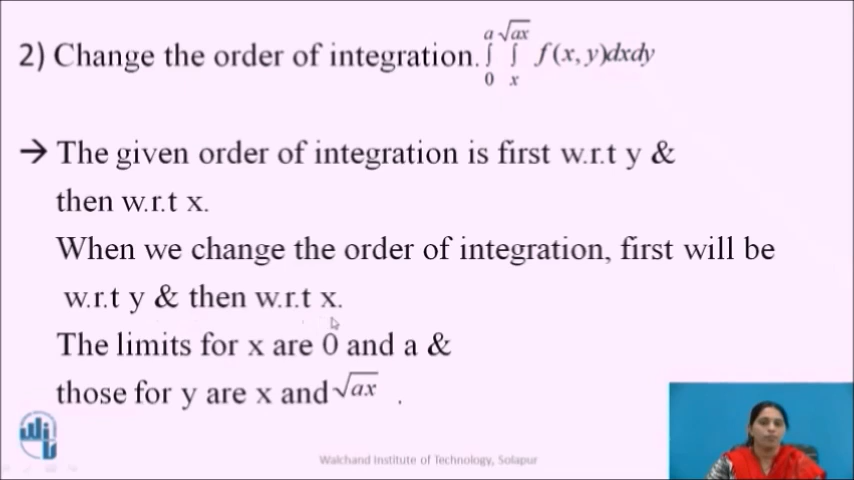 2) Change the order of integration. ∫₀ᵃ ∫ₓ^√ax f(x, y)dxdy
→ The given order of integration is first w.r.t y &
then w.r.t x.
When we change the order of integration, first will be
w.r.t y & then w.r.t x.
The limits for x are 0 and a &
those for y are x and √ax .
Walchand Institute of Technology, Solapur